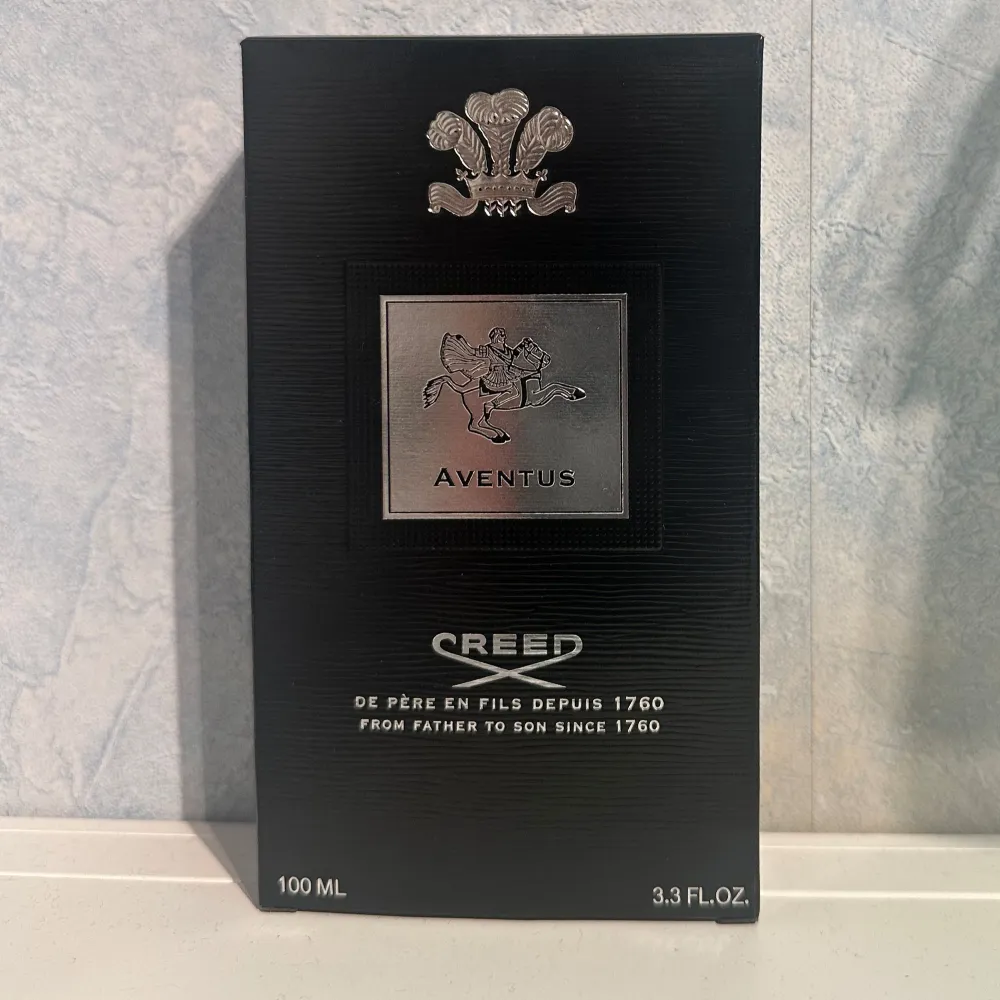 AVENTUS
CREED
DE PÈRE EN FILS DEPUIS 1760
FROM FATHER TO SON SINCE 1760
100 ML
3.3 FL.OZ.